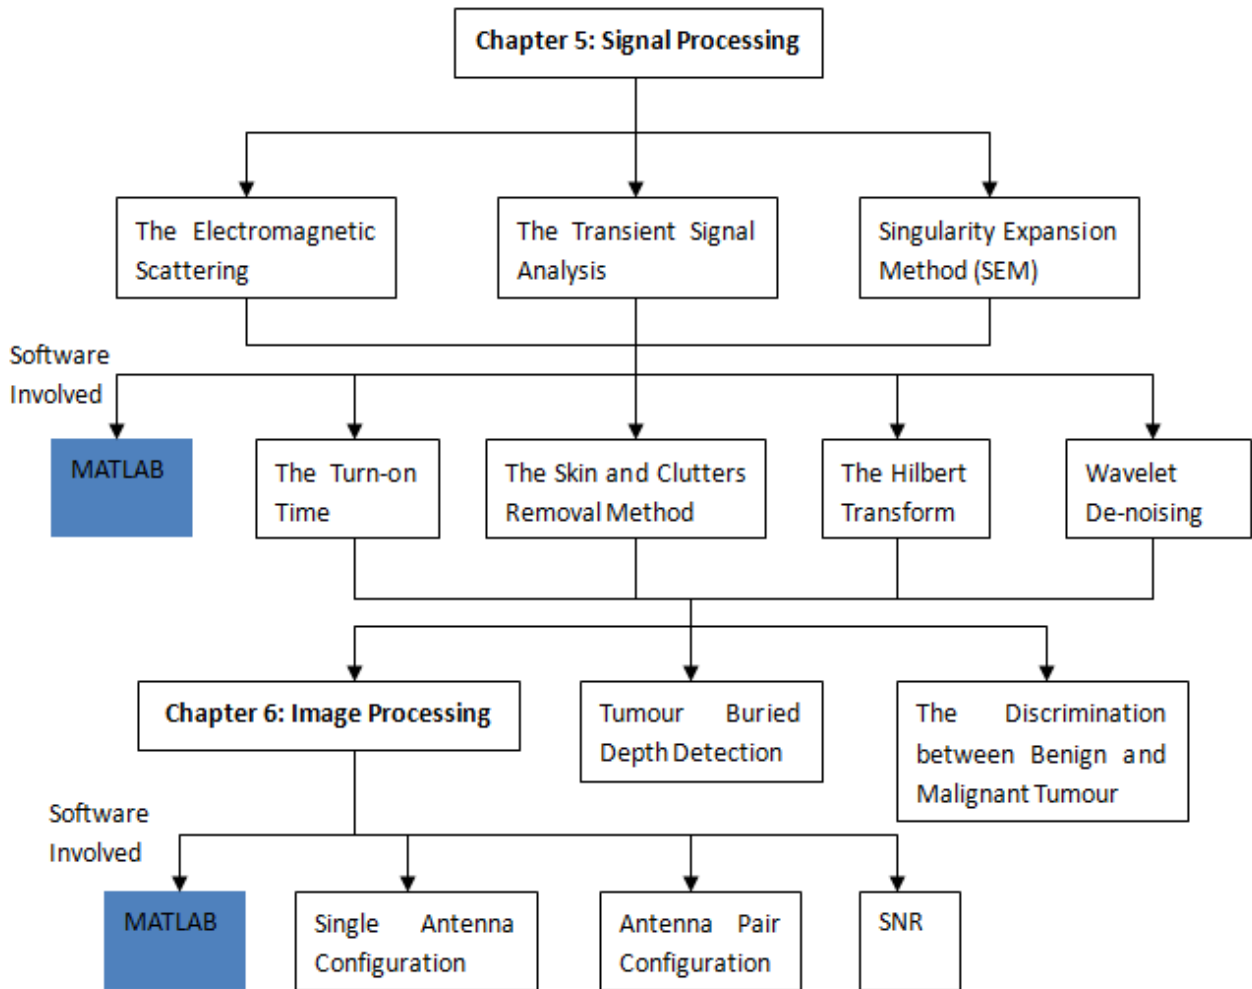 Chapter 5: Signal Processing
The Electromagnetic
Scattering
The Transient Signal
Analysis
Singularity Expansion
Method (SEM)
Software
Involved
MATLAB
The Turn-on
Time
The Skin and Clutters
Removal Method
The Hilbert
Transform
Wavelet
De-noising
Chapter 6: Image Processing
Tumour Buried
Depth Detection
The Discrimination
between Benign and
Malignant Tumour
Software
Involved
MATLAB
Single Antenna
Configuration
Antenna Pair
Configuration
SNR